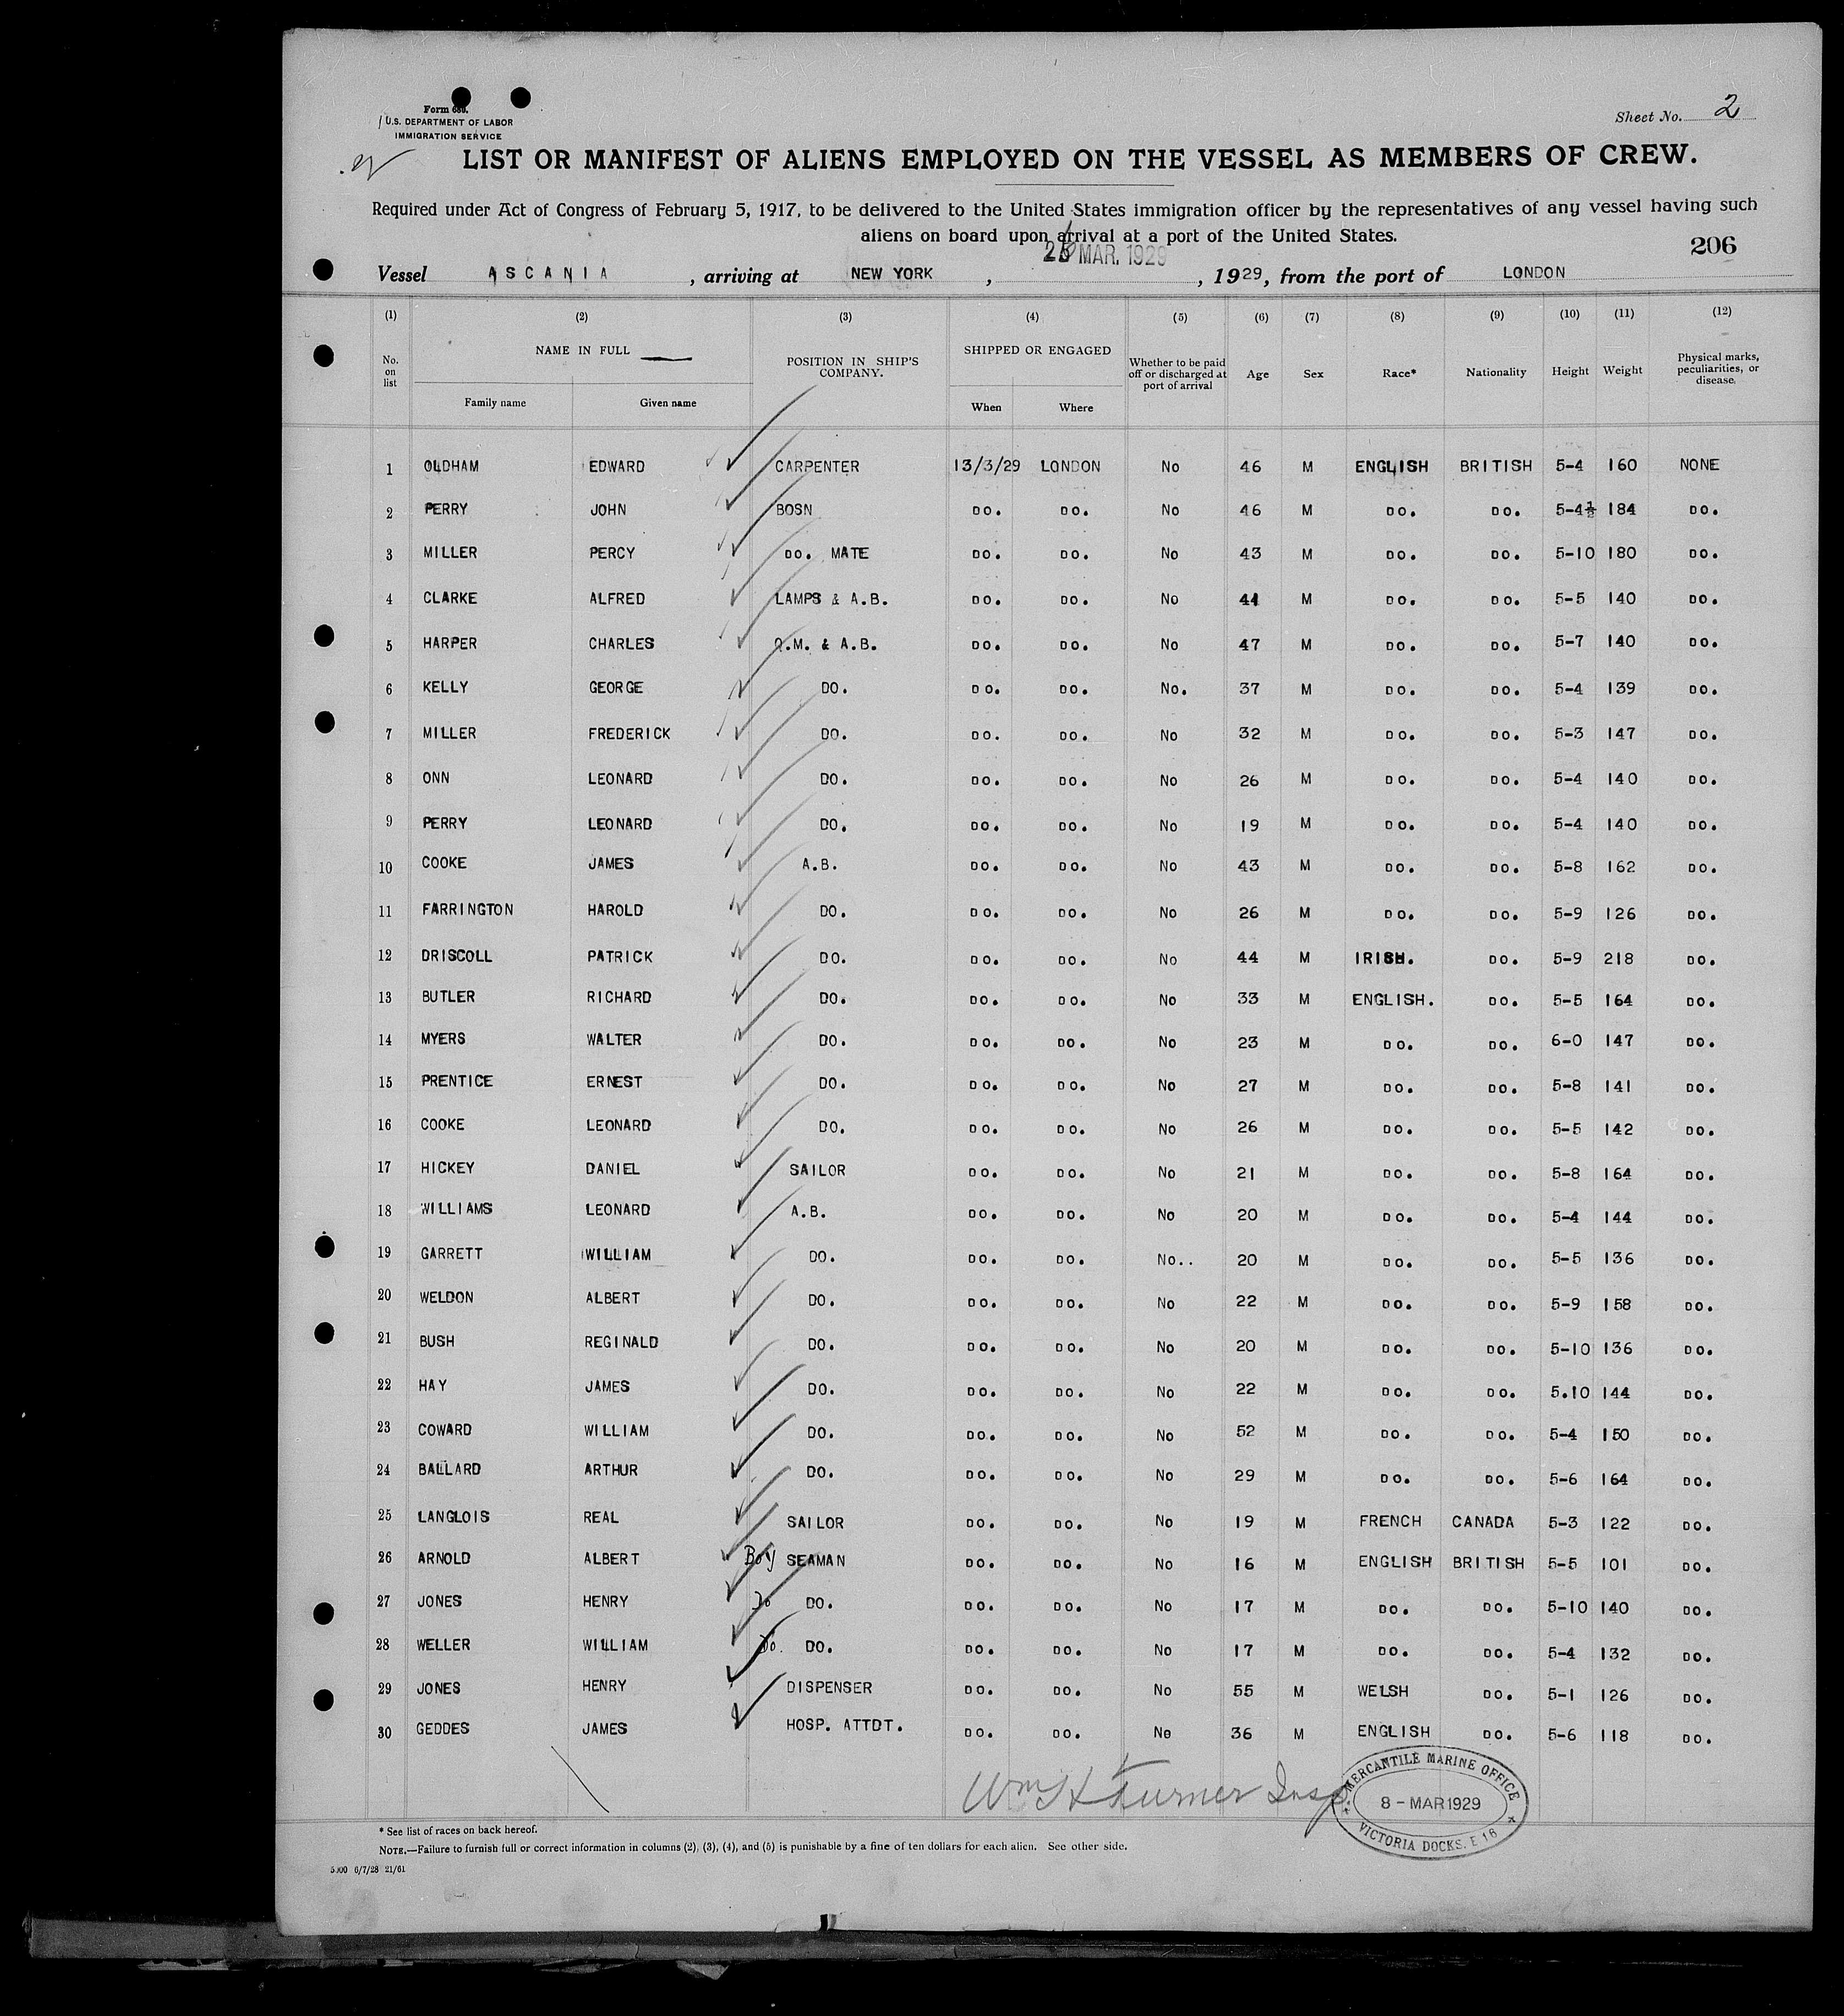 Form 689.
U.S. DEPARTMENT OF LABOR
IMMIGRATION SERVICE
Sheet No. 2
LIST OR MANIFEST OF ALIENS EMPLOYED ON THE VESSEL AS MEMBERS OF CREW.
Required under Act of Congress of February 5, 1917, to be delivered to the United States immigration officer by the representatives of any vessel having such
aliens on board upon arrival at a port of the United States.
206
MAR. 1929
Vessel ASCANIA, arriving at NEW YORK, , 1929, from the port of LONDON
(1) (2) (3) (4) (5) (6) (7) (8) (9) (10) (11) (12)
No. on list NAME IN FULL Family name Given name POSITION IN SHIP'S COMPANY. SHIPPED OR ENGAGED When Where Whether to be paid off or discharged at port of arrival Age Sex Race* Nationality Height Weight Physical marks, peculiarities, or disease.
1 OLDHAM EDWARD CARPENTER 13/3/29 LONDON No 46 M ENGLISH BRITISH 5-4 160 NONE
2 PERRY JOHN BOSN DO. DO. No 46 M DO. DO. 5-4½ 184 DO.
3 MILLER PERCY DO. MATE DO. DO. No 43 M DO. DO. 5-10 180 DO.
4 CLARKE ALFRED LAMPS & A.B. DO. DO. No 44 M DO. DO. 5-5 140 DO.
5 HARPER CHARLES Q.M. & A.B. DO. DO. No 47 M DO. DO. 5-7 140 DO.
6 KELLY GEORGE DO. DO. DO. No. 37 M DO. DO. 5-4 139 DO.
7 MILLER FREDERICK DO. DO. DO. No 32 M DO. DO. 5-3 147 DO.
8 ONN LEONARD DO. DO. DO. No 26 M DO. DO. 5-4 140 DO.
9 PERRY LEONARD DO. DO. DO. No 19 M DO. DO. 5-4 140 DO.
10 COOKE JAMES A.B. DO. DO. No 43 M DO. DO. 5-8 162 DO.
11 FARRINGTON HAROLD DO. DO. DO. No 26 M DO. DO. 5-9 126 DO.
12 DRISCOLL PATRICK DO. DO. DO. No 44 M IRISH. DO. 5-9 218 DO.
13 BUTLER RICHARD DO. DO. DO. No 33 M ENGLISH. DO. 5-5 164 DO.
14 MYERS WALTER DO. DO. DO. No 23 M DO. DO. 6-0 147 DO.
15 PRENTICE ERNEST DO. DO. DO. No 27 M DO. DO. 5-8 141 DO.
16 COOKE LEONARD DO. DO. DO. No 26 M DO. DO. 5-5 142 DO.
17 HICKEY DANIEL SAILOR DO. DO. No 21 M DO. DO. 5-8 164 DO.
18 WILLIAMS LEONARD A.B. DO. DO. No 20 M DO. DO. 5-4 144 DO.
19 GARRETT WILLIAM DO. DO. DO. No.. 20 M DO. DO. 5-5 136 DO.
20 WELDON ALBERT DO. DO. DO. No 22 M DO. DO. 5-9 158 DO.
21 BUSH REGINALD DO. DO. DO. No 20 M DO. DO. 5-10 136 DO.
22 HAY JAMES DO. DO. DO. No 22 M DO. DO. 5.10 144 DO.
23 COWARD WILLIAM DO. DO. DO. No 52 M DO. DO. 5-4 150 DO.
24 BALLARD ARTHUR DO. DO. DO. No 29 M DO. DO. 5-6 164 DO.
25 LANGLOIS REAL SAILOR DO. DO. No 19 M FRENCH CANADA 5-3 122 DO.
26 ARNOLD ALBERT Boy SEAMAN DO. DO. No 16 M ENGLISH BRITISH 5-5 101 DO.
27 JONES HENRY Do DO. DO. DO. No 17 M DO. DO. 5-10 140 DO.
28 WELLER WILLIAM Do. DO. DO. DO. No 17 M DO. DO. 5-4 132 DO.
29 JONES HENRY DISPENSER DO. DO. No 55 M WELSH DO. 5-1 126 DO.
30 GEDDES JAMES HOSP. ATTDT. DO. DO. No 36 M ENGLISH DO. 5-6 118 DO.
Wm H Turner Insp.
MERCANTILE MARINE OFFICE
8 - MAR 1929
VICTORIA DOCKS. E 16
* See list of races on back hereof.
NOTE.—Failure to furnish full or correct information in columns (2), (3), (4), and (5) is punishable by a fine of ten dollars for each alien. See other side.
5000 6/7/28 21/61